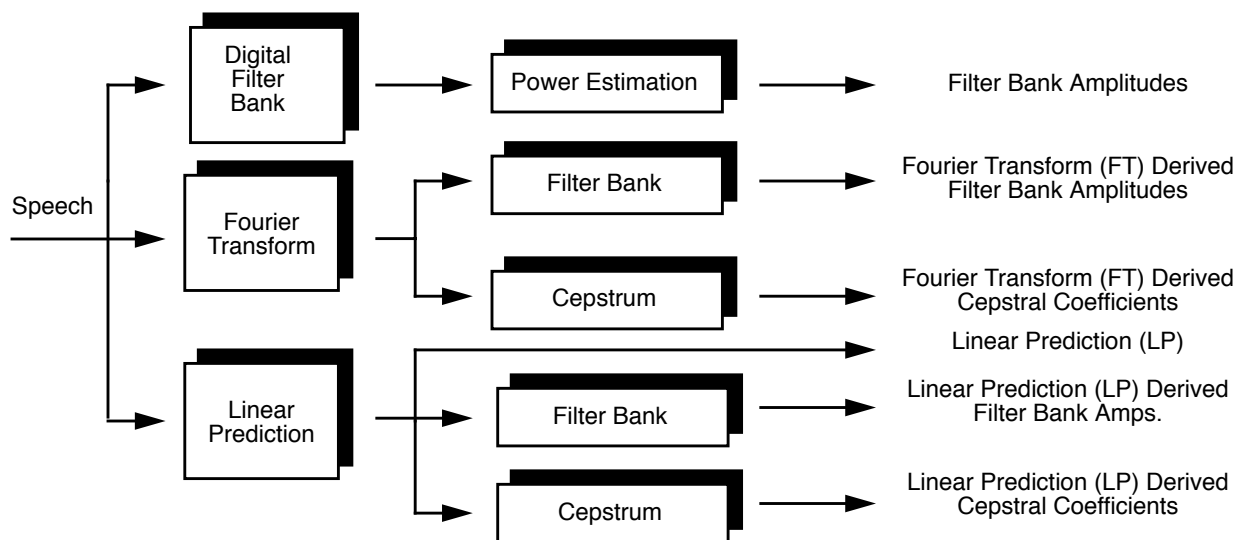 Digital
Filter
Bank
Power Estimation
Filter Bank Amplitudes
Speech
Fourier
Transform
Filter Bank
Fourier Transform (FT) Derived
Filter Bank Amplitudes
Cepstrum
Fourier Transform (FT) Derived
Cepstral Coefficients
Linear
Prediction
Linear Prediction (LP)
Filter Bank
Linear Prediction (LP) Derived
Filter Bank Amps.
Cepstrum
Linear Prediction (LP) Derived
Cepstral Coefficients